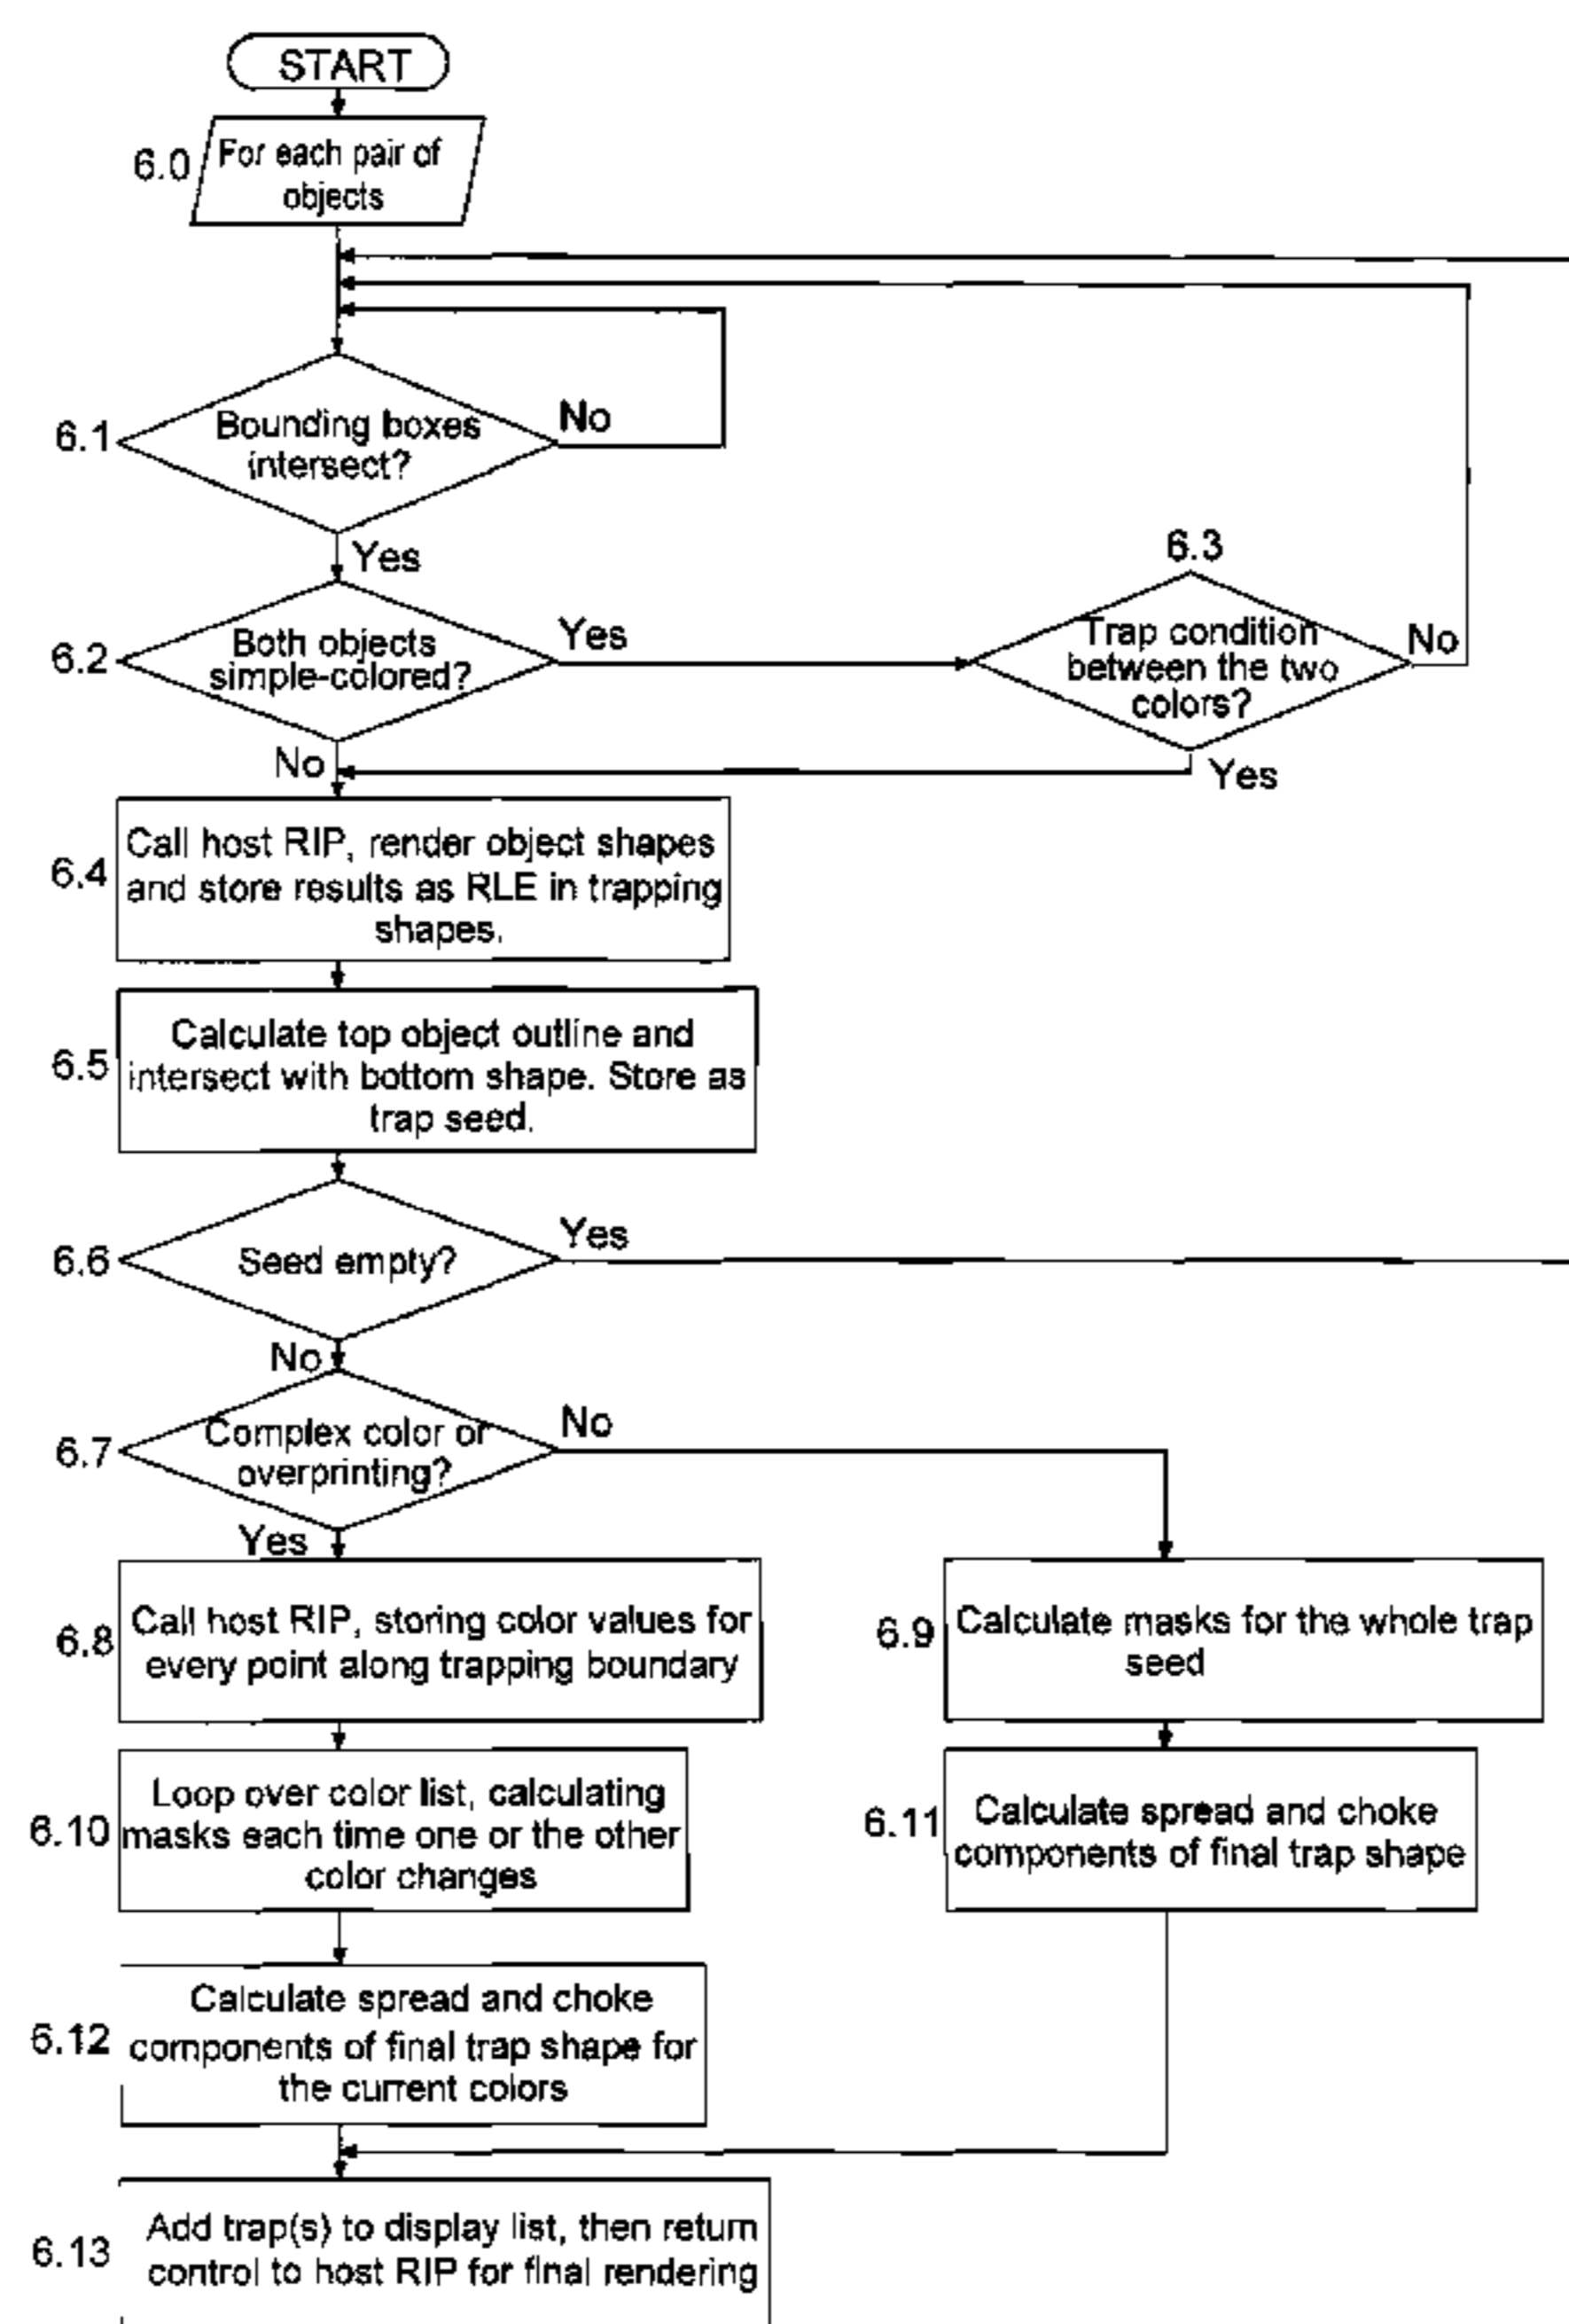 START
6.0
For each pair of
objects
6.1
Bounding boxes
intersect?
No
Yes
6.2
Both objects
simple-colored?
Yes
6.3
Trap condition
between the two
colors?
No
No
Yes
6.4
Call host RIP, render object shapes
and store results as RLE in trapping
shapes.
6.5
Calculate top object outline and
intersect with bottom shape. Store as
trap seed.
6.6
Seed empty?
Yes
No
6.7
Complex color or
overprinting?
No
Yes
6.8
Call host RIP, storing color values for
every point along trapping boundary
6.9
Calculate masks for the whole trap
seed
6.10
Loop over color list, calculating
masks each time one or the other
color changes
6.11
Calculate spread and choke
components of final trap shape
6.12
Calculate spread and choke
components of final trap shape for
the current colors
6.13
Add trap(s) to display list, then return
control to host RIP for final rendering